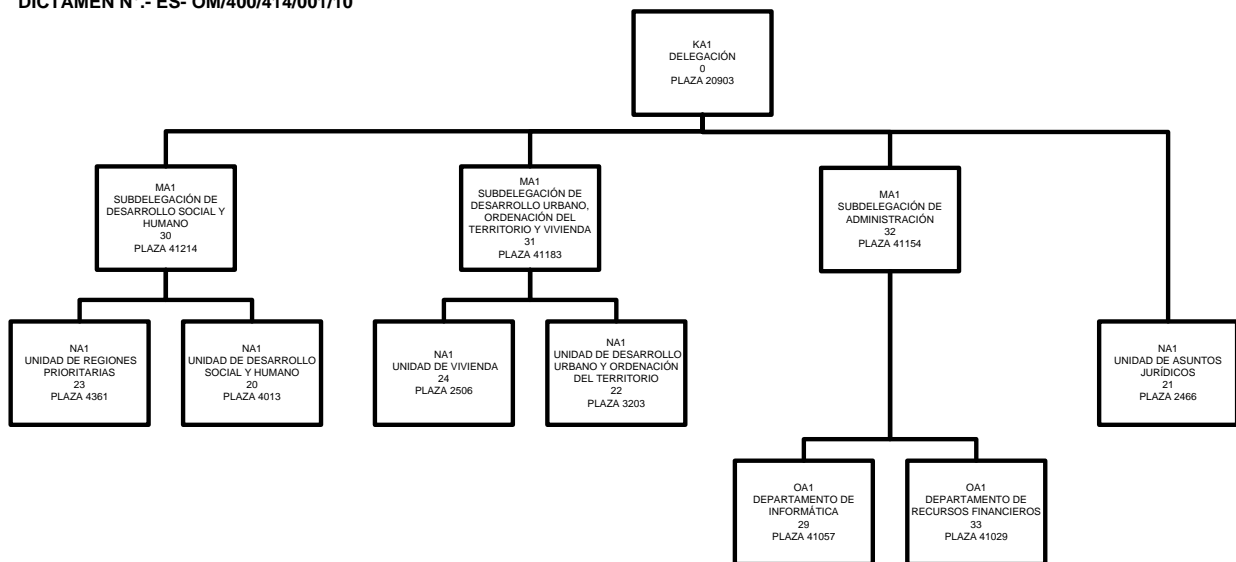 DICTAMEN N°.- ES- OM/400/414/001/10
KA1
DELEGACIÓN
0
PLAZA 20903
MA1
SUBDELEGACIÓN DE
DESARROLLO SOCIAL Y
HUMANO
30
PLAZA 41214
MA1
SUBDELEGACIÓN DE
DESARROLLO URBANO,
ORDENACIÓN DEL
TERRITORIO Y VIVIENDA
31
PLAZA 41183
MA1
SUBDELEGACIÓN DE
ADMINISTRACIÓN
32
PLAZA 41154
NA1
UNIDAD DE REGIONES
PRIORITARIAS
23
PLAZA 4361
NA1
UNIDAD DE DESARROLLO
SOCIAL Y HUMANO
20
PLAZA 4013
NA1
UNIDAD DE VIVIENDA
24
PLAZA 2506
NA1
UNIDAD DE DESARROLLO
URBANO Y ORDENACIÓN
DEL TERRITORIO
22
PLAZA 3203
NA1
UNIDAD DE ASUNTOS
JURÍDICOS
21
PLAZA 2466
OA1
DEPARTAMENTO DE
INFORMÁTICA
29
PLAZA 41057
OA1
DEPARTAMENTO DE
RECURSOS FINANCIEROS
33
PLAZA 41029